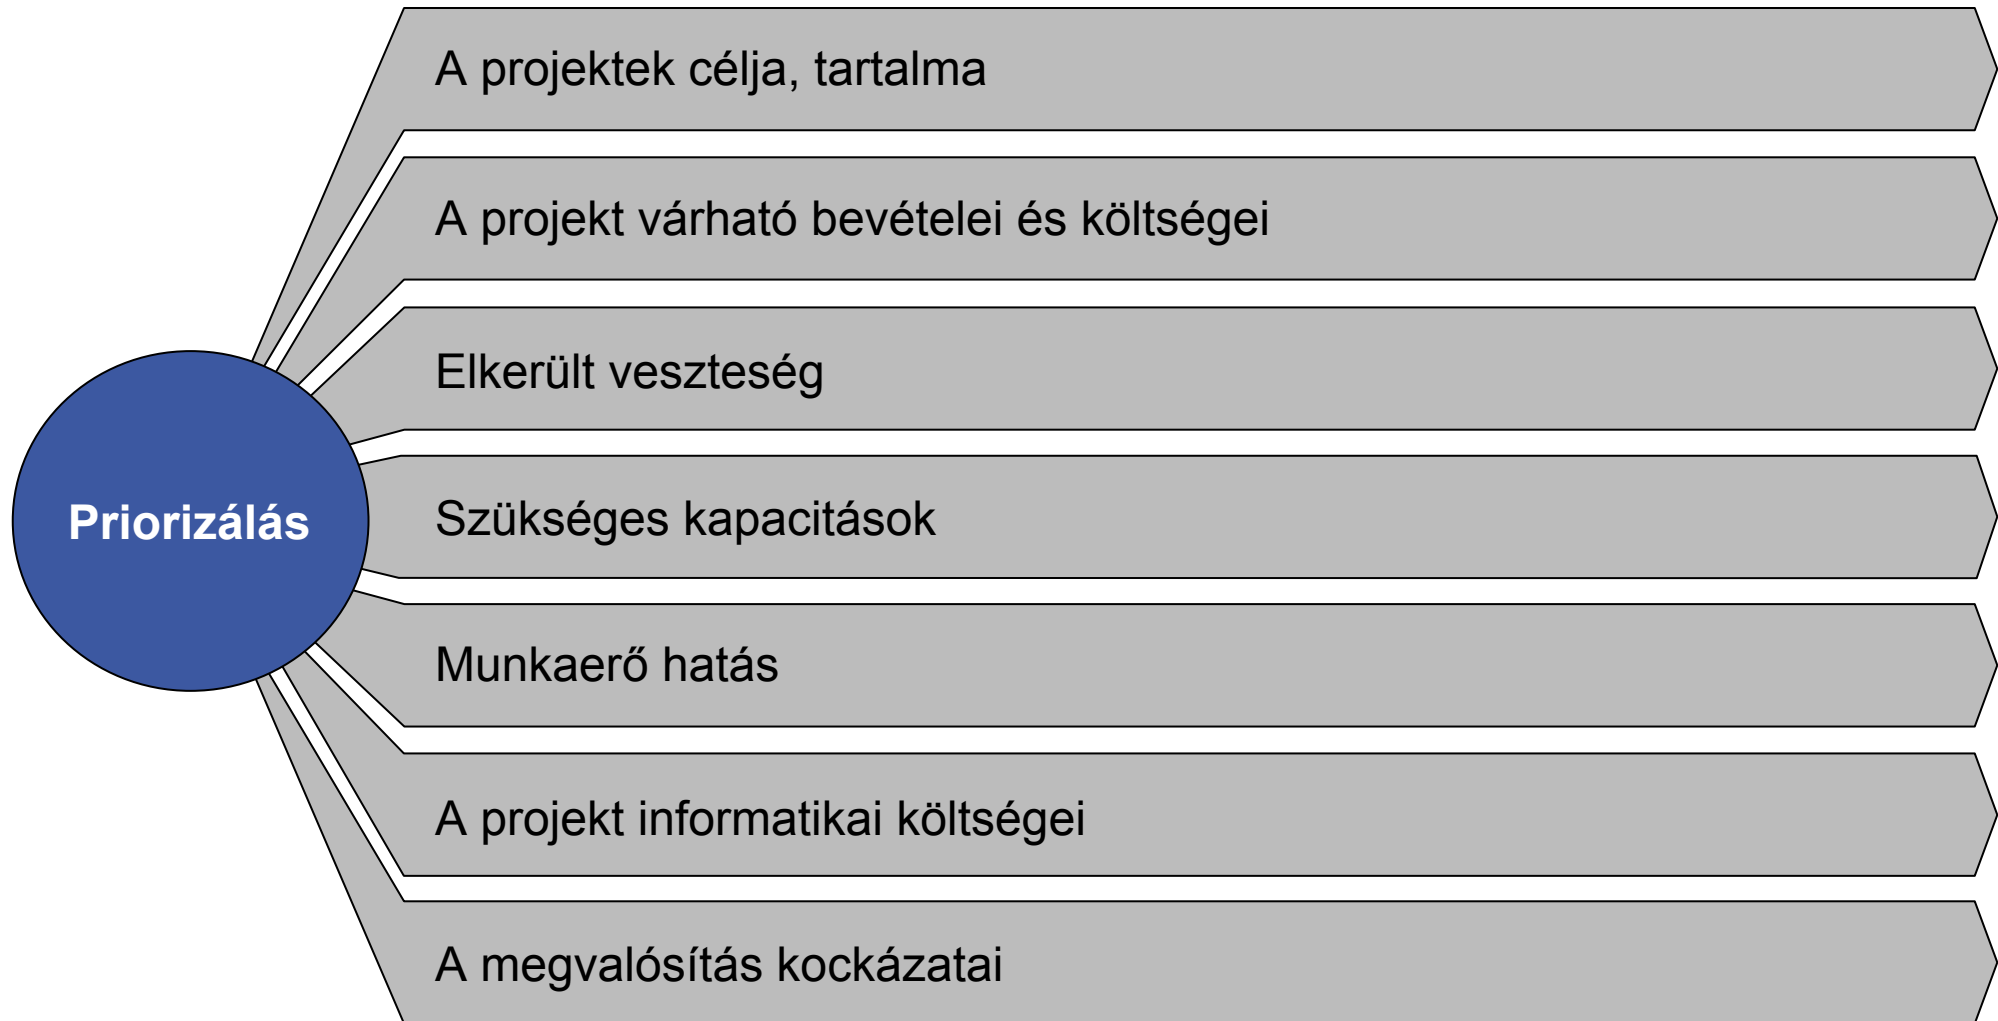 A projektek célja, tartalma
A projekt várható bevételei és költségei
Elkerült veszteség
Priorizálás
Szükséges kapacitások
Munkaerő hatás
A projekt informatikai költségei
A megvalósítás kockázatai